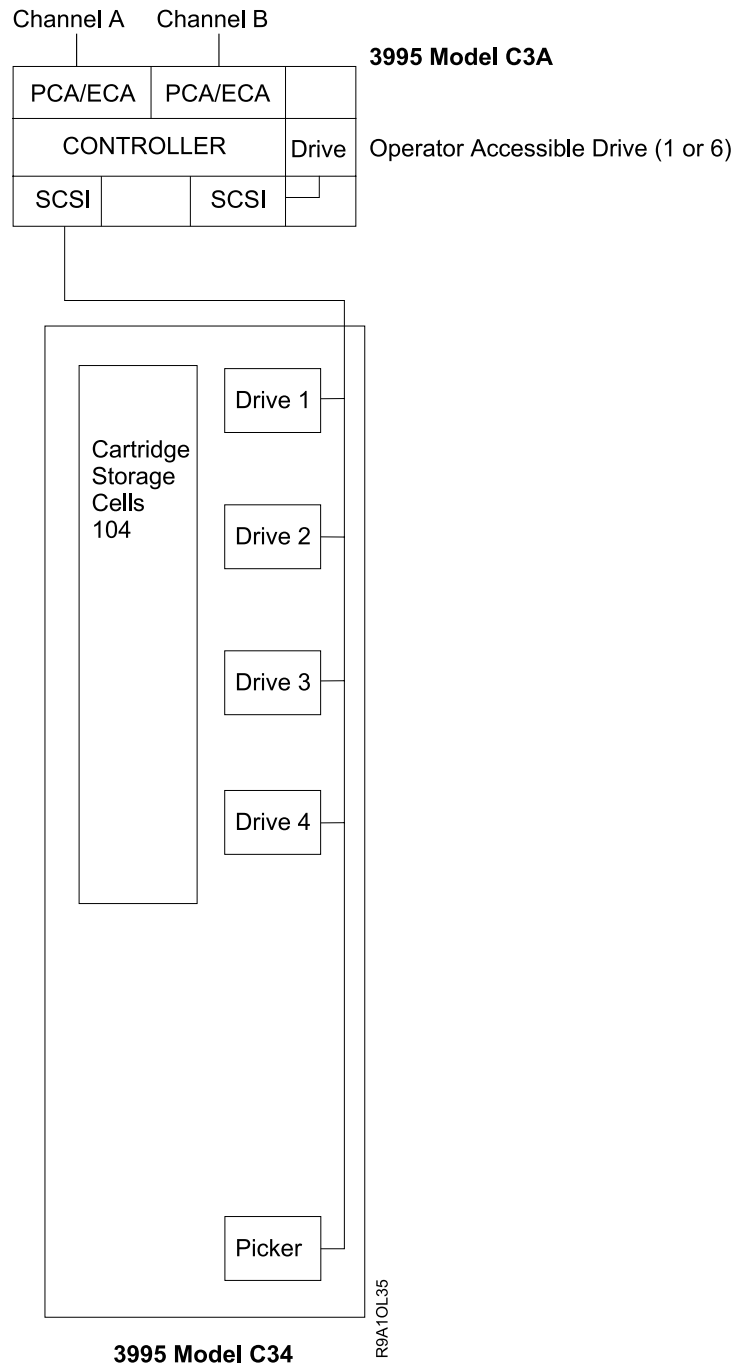 Channel A Channel B
3995 Model C3A
PCA/ECA PCA/ECA
CONTROLLER Drive Operator Accessible Drive (1 or 6)
SCSI SCSI
Drive 1
Cartridge
Storage
Cells
104
Drive 2
Drive 3
Drive 4
Picker
R9A1OL35
3995 Model C34